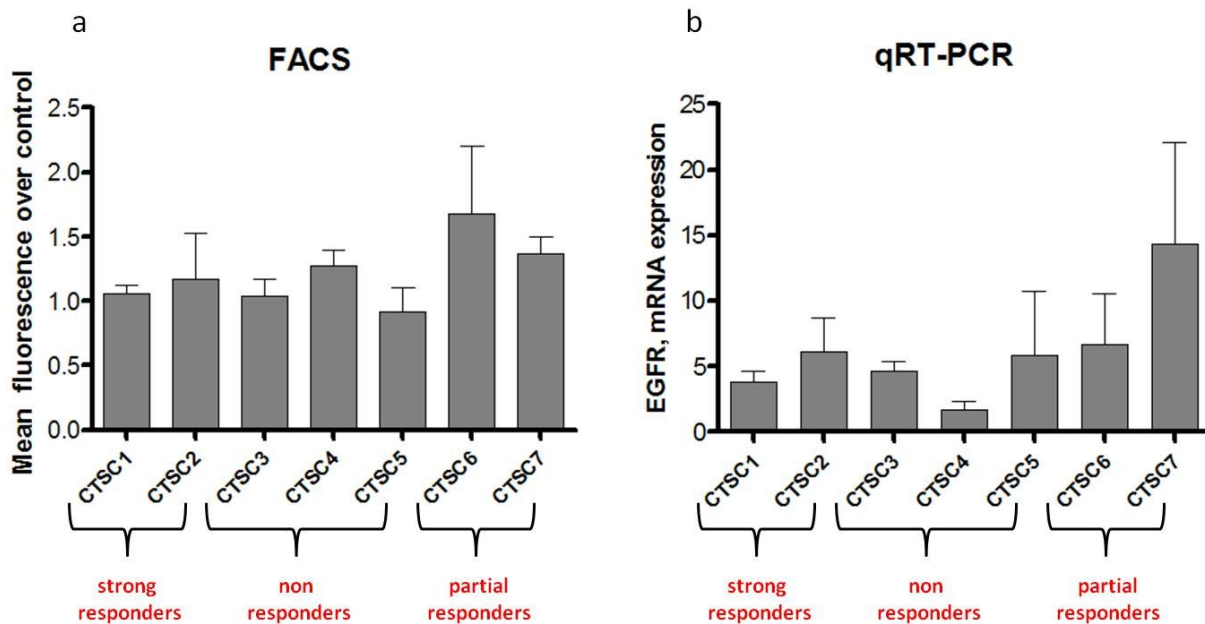 a
FACS
Mean fluorescence over control
2.5
2.0
1.5
1.0
0.5
0.0
CTSC1
CTSC2
CTSC3
CTSC4
CTSC5
CTSC6
CTSC7
strong
responders
non
responders
partial
responders
b
qRT-PCR
EGFR, mRNA expression
25
20
15
10
5
0
CTSC1
CTSC2
CTSC3
CTSC4
CTSC5
CTSC6
CTSC7
strong
responders
non
responders
partial
responders